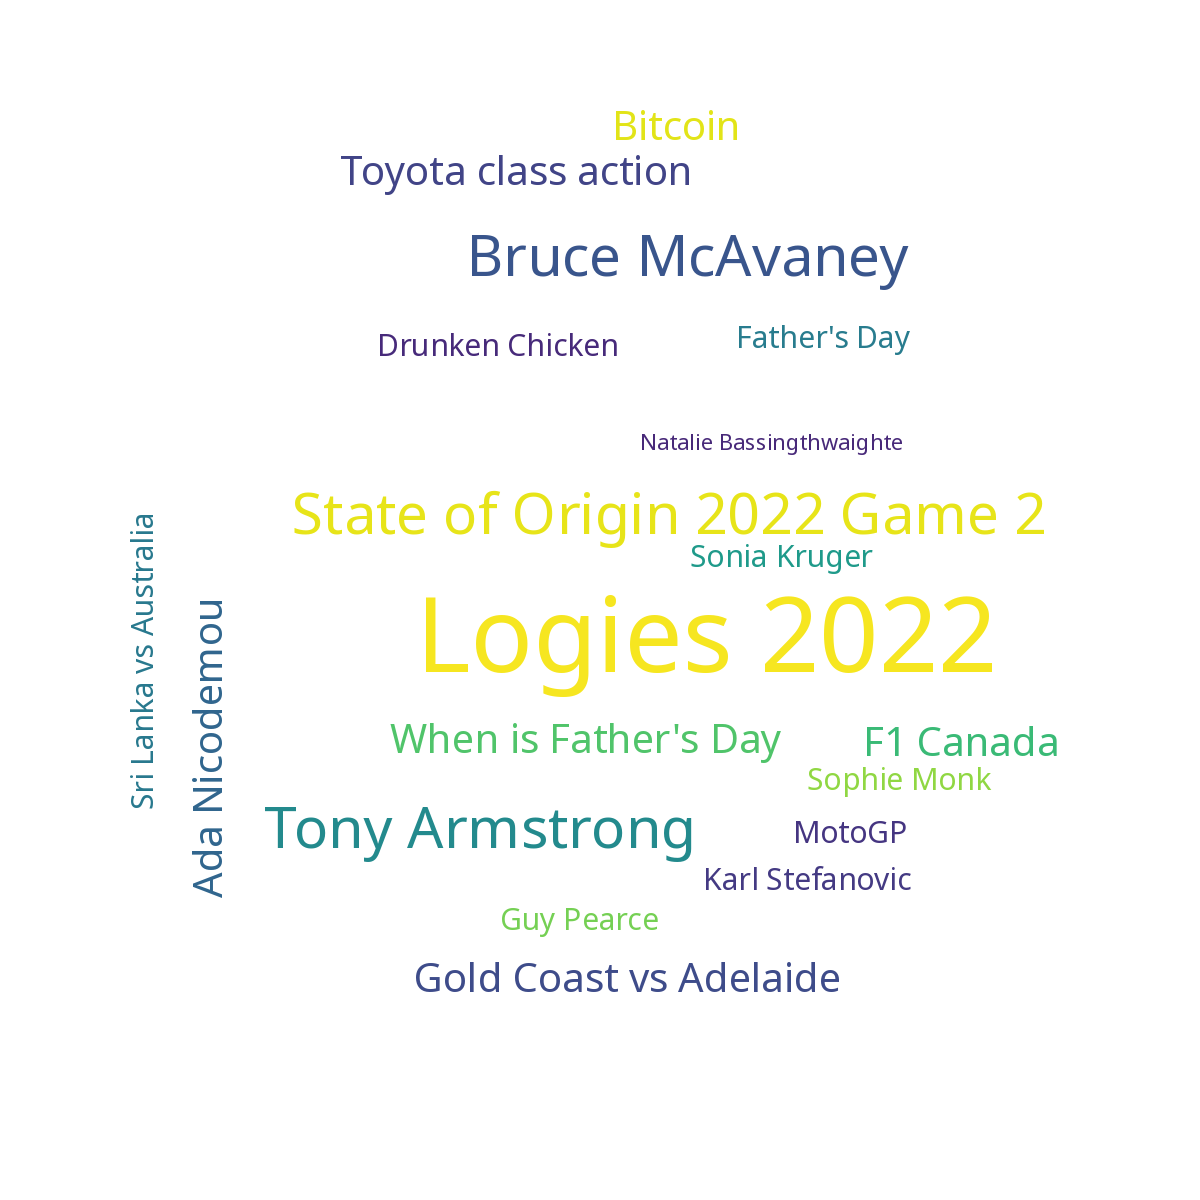 Bitcoin
Toyota class action
Bruce McAvaney
Drunken Chicken
Father's Day
Natalie Bassingthwaighte
State of Origin 2022 Game 2
Sonia Kruger
Logies 2022
Sri Lanka vs Australia
Ada Nicodemou
When is Father's Day
F1 Canada
Sophie Monk
Tony Armstrong
MotoGP
Karl Stefanovic
Guy Pearce
Gold Coast vs Adelaide